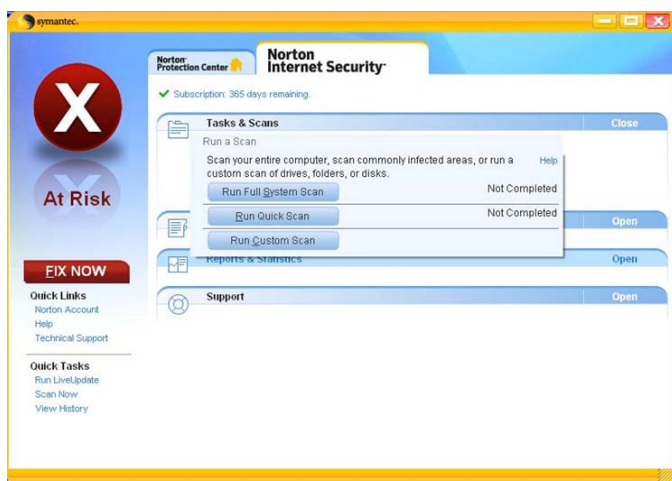 symantec.
Norton
Protection Center
Norton
Internet Security
Subscription: 365 days remaining.
X
At Risk
FIX NOW
Quick Links
Norton Account
Help
Technical Support
Quick Tasks
Run LiveUpdate
Scan Now
View History
Tasks & Scans Close
Run a Scan
Scan your entire computer, scan commonly infected areas, or run a Help
custom scan of drives, folders, or disks.
Run Full System Scan Not Completed
Run Quick Scan Not Completed
Run Custom Scan
Open
Reports & Statistics Open
Support Open